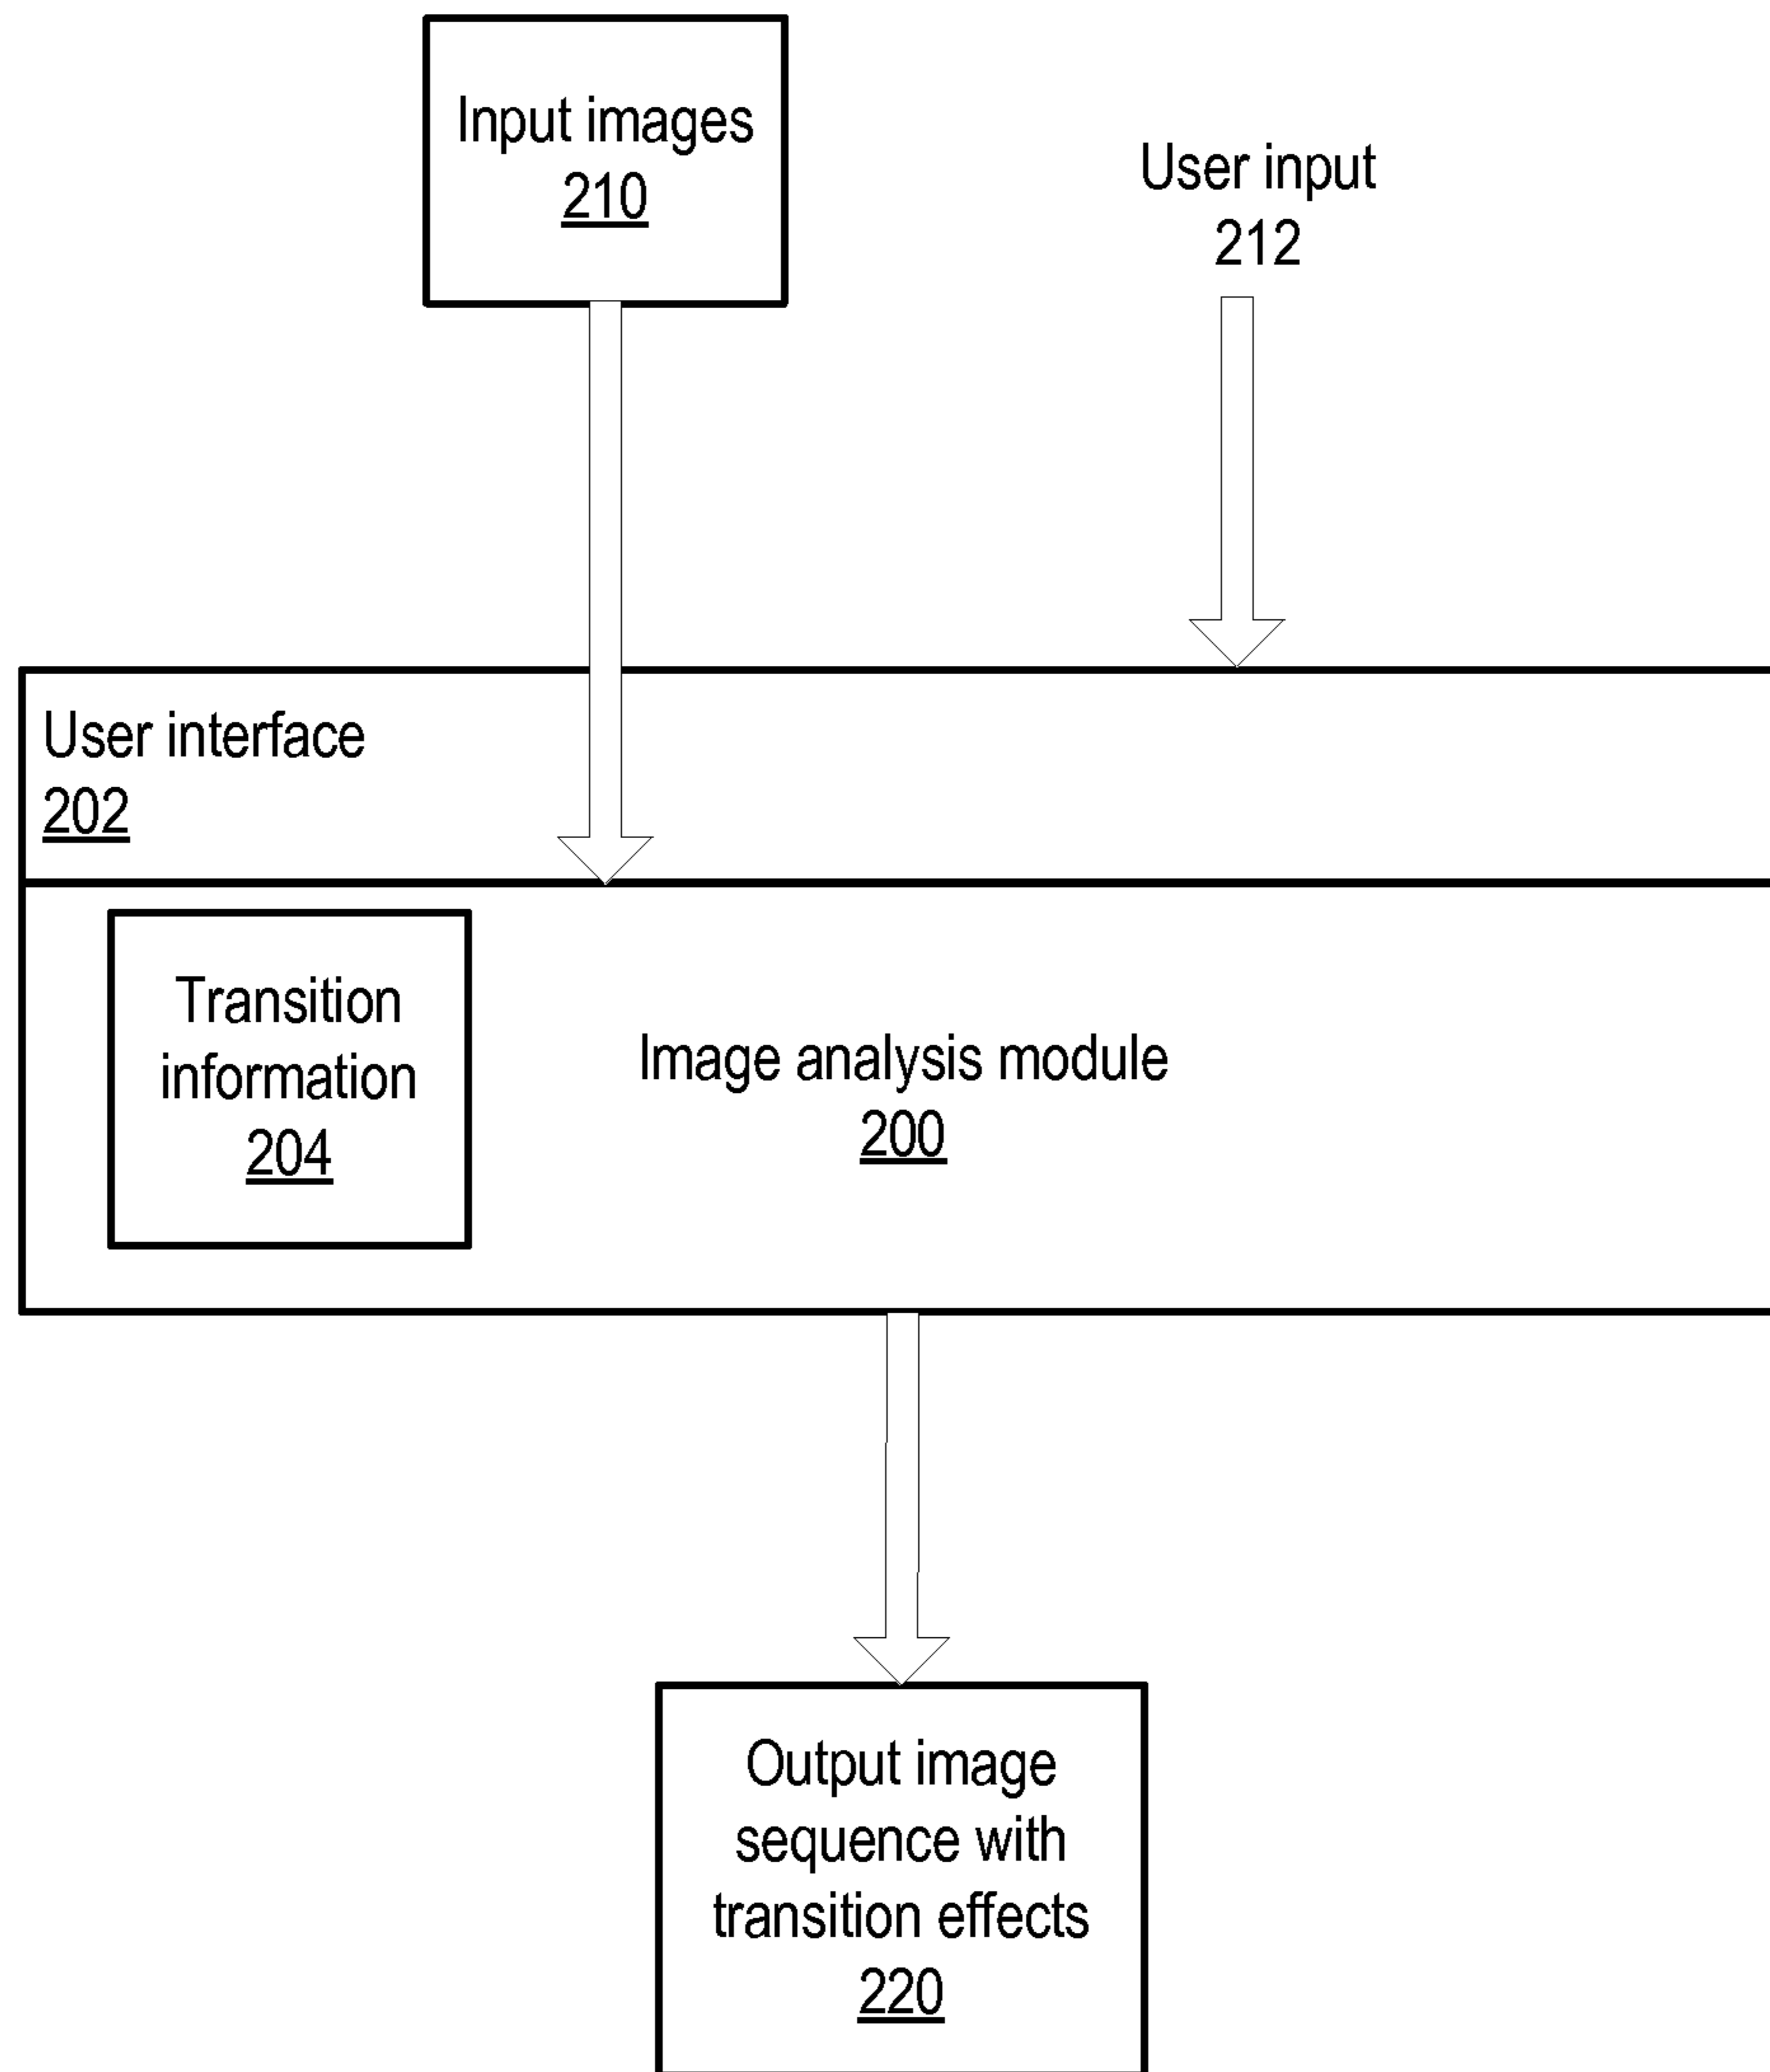 Input images
210
User input
212
User interface
202
Transition
information
204
Image analysis module
200
Output image
sequence with
transition effects
220